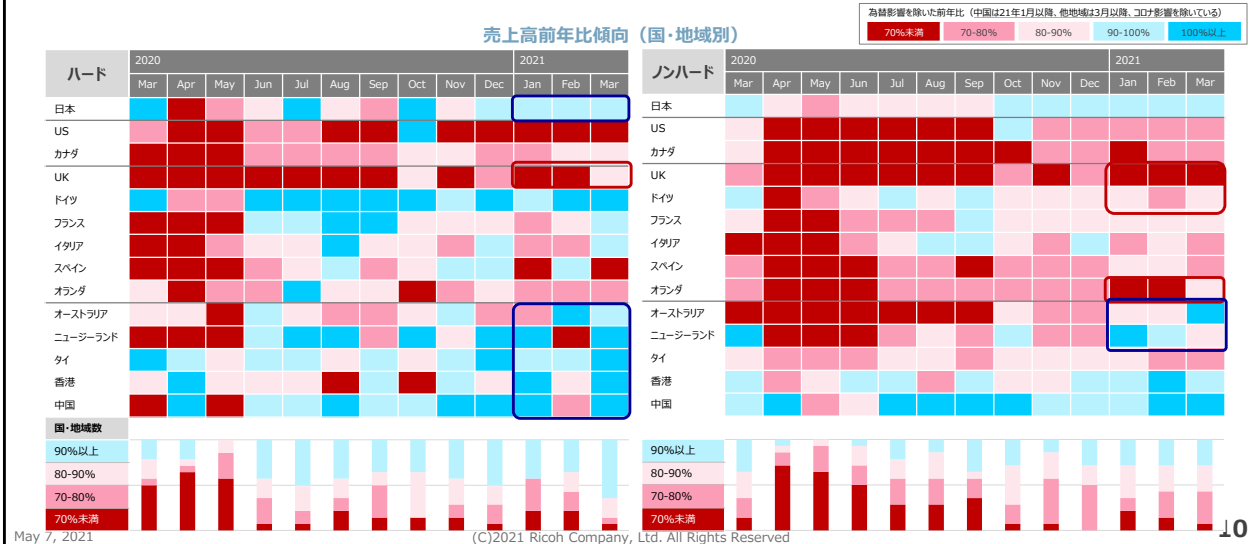 為替影響を除いた前年比（中国は21年1月以降、他地域は3月以降、コロナ影響を除いている）
70%未満 70-80% 80-90% 90-100% 100%以上
売上高前年比傾向（国・地域別）
ハード 2020 2021
Mar Apr May Jun Jul Aug Sep Oct Nov Dec Jan Feb Mar
日本
US
カナダ
UK
ドイツ
フランス
イタリア
スペイン
オランダ
オーストラリア
ニュージーランド
タイ
香港
中国
国・地域数
90%以上
80-90%
70-80%
70%未満
ノンハード 2020 2021
Mar Apr May Jun Jul Aug Sep Oct Nov Dec Jan Feb Mar
日本
US
カナダ
UK
ドイツ
フランス
イタリア
スペイン
オランダ
オーストラリア
ニュージーランド
タイ
香港
中国
90%以上
80-90%
70-80%
70%未満
May 7, 2021
(C)2021 Ricoh Company, Ltd. All Rights Reserved
10